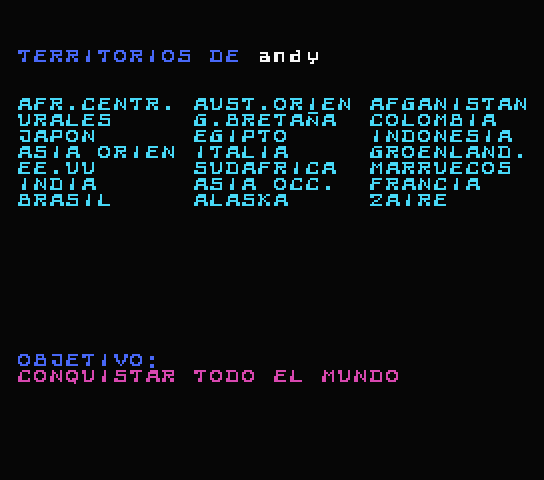 TERRITORIOS DE andy
AFR.CENTR. AUST.ORIEN AFGANISTAN
URALES G.BRETAÑA COLOMBIA
JAPON EGIPTO INDONESIA
ASIA ORIEN ITALIA GROENLAND.
EE.UU SUDAFRICA MARRUECOS
INDIA ASIA OCC. FRANCIA
BRASIL ALASKA ZAIRE
OBJETIVO:
CONQUISTAR TODO EL MUNDO